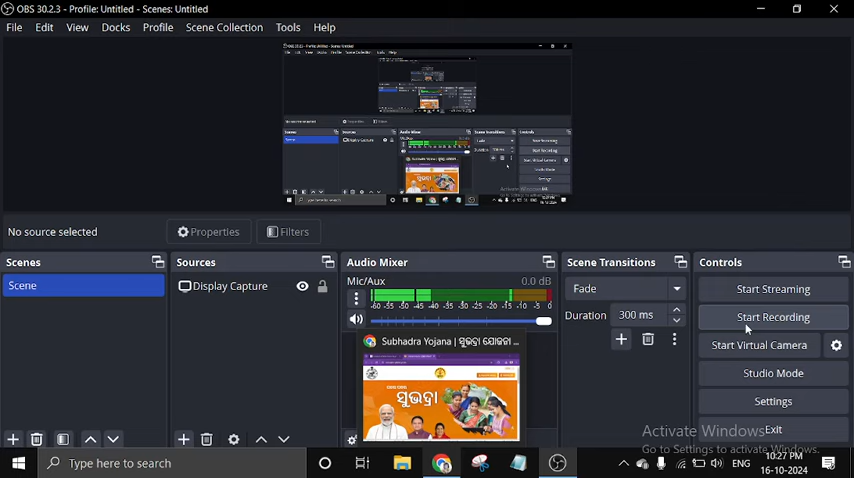 OBS 30.2.3 - Profile: Untitled - Scenes: Untitled
File Edit View Docks Profile Scene Collection Tools Help
No source selected
Properties
Filters
Scenes
Sources
Audio Mixer
Scene Transitions
Controls
Scene
Display Capture
Mic/Aux 0.0 dB
-60 -55 -50 -45 -40 -35 -30 -25 -20 -15 -10 -5 0
Fade
Duration 300 ms
Start Streaming
Start Recording
Start Virtual Camera
Studio Mode
Settings
Exit
Subhadra Yojana | ସୁଭଦ୍ରା ଯୋଜନା ...
ସୁଭଦ୍ରା
Activate Windows
Go to Settings to activate Windows.
Type here to search
ENG
10:27 PM
16-10-2024